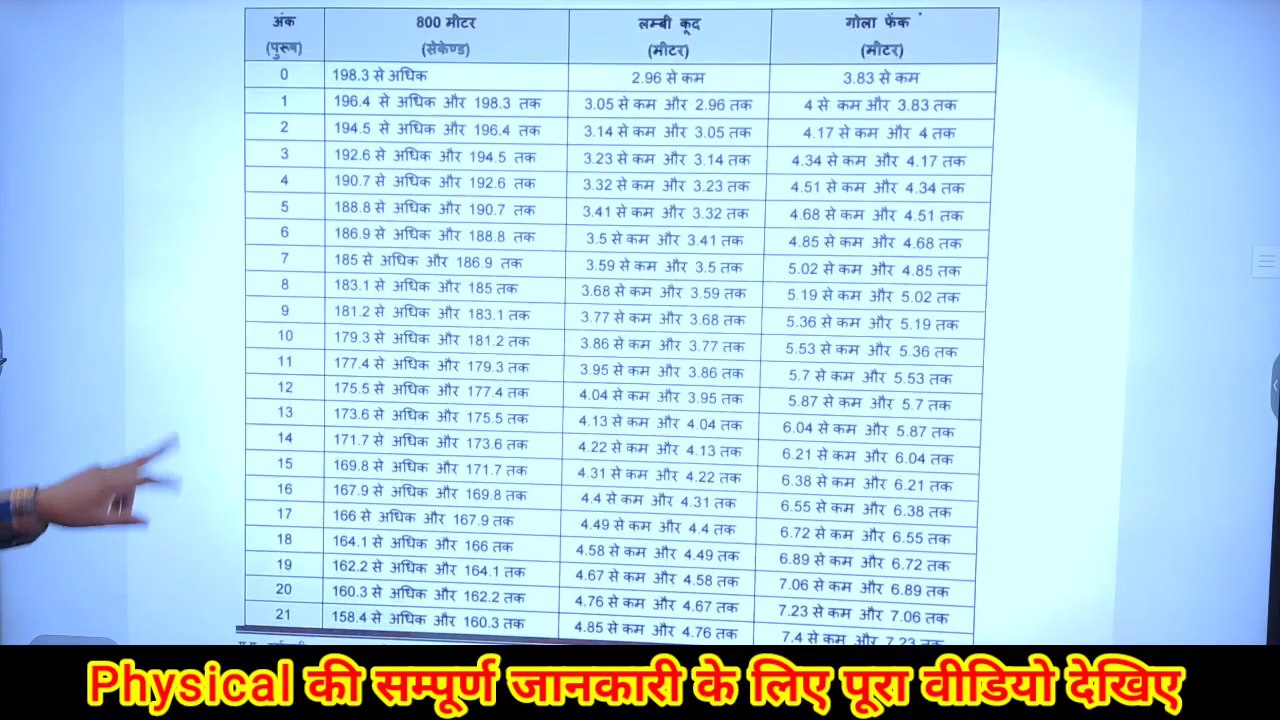 अंक (पुरूष) 800 मीटर (सेकेण्ड) लम्बी कूद (मीटर) गोला फेंक (मीटर)
0 198.3 से अधिक 2.96 से कम 3.83 से कम
1 196.4 से अधिक और 198.3 तक 3.05 से कम और 2.96 तक 4 से कम और 3.83 तक
2 194.5 से अधिक और 196.4 तक 3.14 से कम और 3.05 तक 4.17 से कम और 4 तक
3 192.6 से अधिक और 194.5 तक 3.23 से कम और 3.14 तक 4.34 से कम और 4.17 तक
4 190.7 से अधिक और 192.6 तक 3.32 से कम और 3.23 तक 4.51 से कम और 4.34 तक
5 188.8 से अधिक और 190.7 तक 3.41 से कम और 3.32 तक 4.68 से कम और 4.51 तक
6 186.9 से अधिक और 188.8 तक 3.5 से कम और 3.41 तक 4.85 से कम और 4.68 तक
7 185 से अधिक और 186.9 तक 3.59 से कम और 3.5 तक 5.02 से कम और 4.85 तक
8 183.1 से अधिक और 185 तक 3.68 से कम और 3.59 तक 5.19 से कम और 5.02 तक
9 181.2 से अधिक और 183.1 तक 3.77 से कम और 3.68 तक 5.36 से कम और 5.19 तक
10 179.3 से अधिक और 181.2 तक 3.86 से कम और 3.77 तक 5.53 से कम और 5.36 तक
11 177.4 से अधिक और 179.3 तक 3.95 से कम और 3.86 तक 5.7 से कम और 5.53 तक
12 175.5 से अधिक और 177.4 तक 4.04 से कम और 3.95 तक 5.87 से कम और 5.7 तक
13 173.6 से अधिक और 175.5 तक 4.13 से कम और 4.04 तक 6.04 से कम और 5.87 तक
14 171.7 से अधिक और 173.6 तक 4.22 से कम और 4.13 तक 6.21 से कम और 6.04 तक
15 169.8 से अधिक और 171.7 तक 4.31 से कम और 4.22 तक 6.38 से कम और 6.21 तक
16 167.9 से अधिक और 169.8 तक 4.4 से कम और 4.31 तक 6.55 से कम और 6.38 तक
17 166 से अधिक और 167.9 तक 4.49 से कम और 4.4 तक 6.72 से कम और 6.55 तक
18 164.1 से अधिक और 166 तक 4.58 से कम और 4.49 तक 6.89 से कम और 6.72 तक
19 162.2 से अधिक और 164.1 तक 4.67 से कम और 4.58 तक 7.06 से कम और 6.89 तक
20 160.3 से अधिक और 162.2 तक 4.76 से कम और 4.67 तक 7.23 से कम और 7.06 तक
21 158.4 से अधिक और 160.3 तक 4.85 से कम और 4.76 तक 7.4 से कम और 7.23 तक
Physical की सम्पूर्ण जानकारी के लिए पूरा वीडियो देखिए